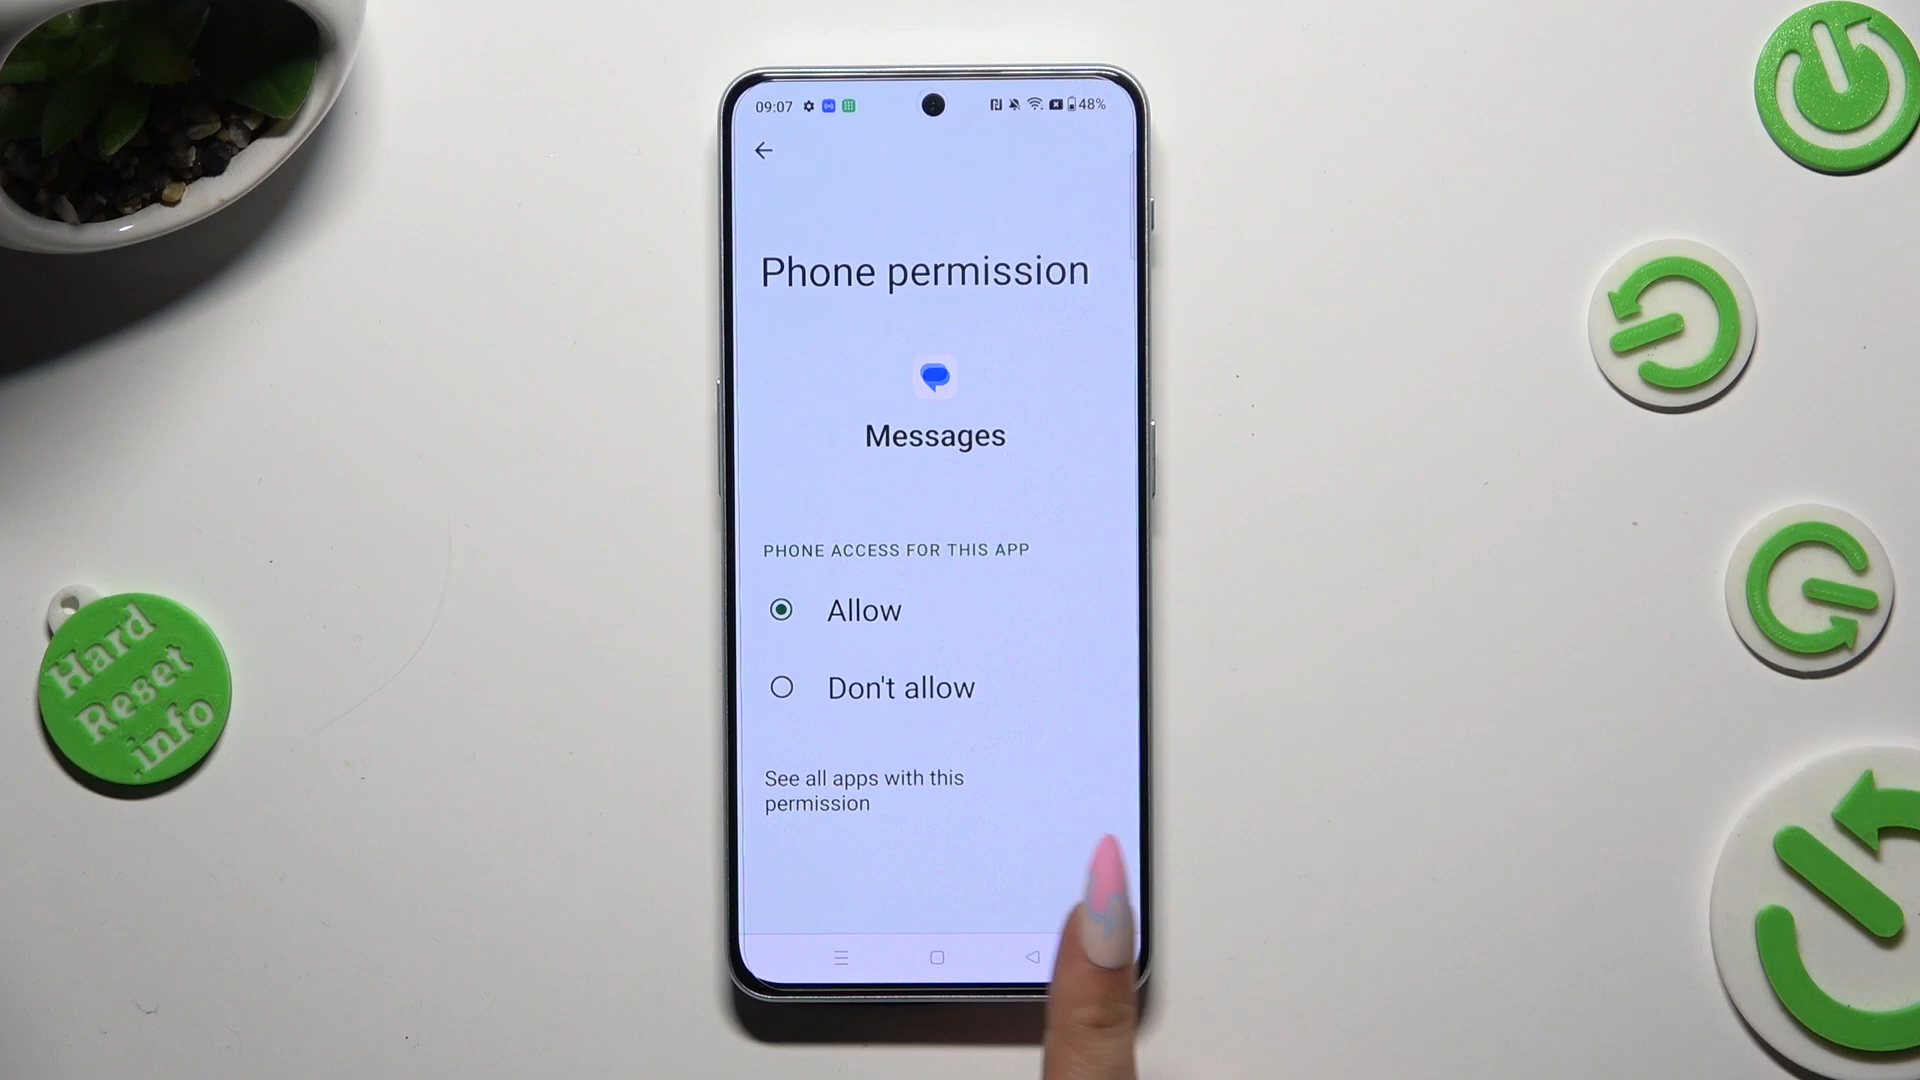 09:07
48%
Phone permission
Messages
PHONE ACCESS FOR THIS APP
Allow
Don't allow
See all apps with this
permission
Hard
Reset
.info